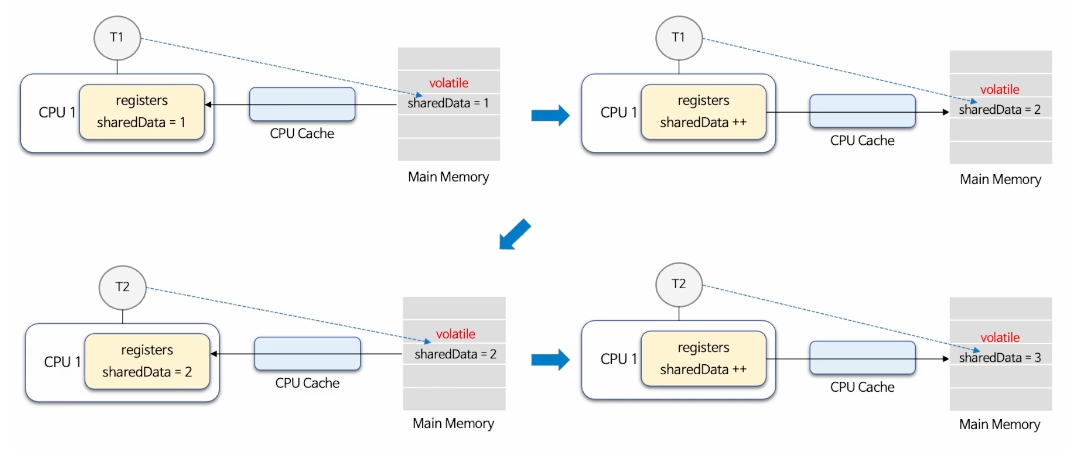 T1
volatile
CPU 1
registers
sharedData = 1
sharedData = 1
CPU Cache
Main Memory
T1
volatile
CPU 1
registers
sharedData ++
sharedData = 2
CPU Cache
Main Memory
T2
volatile
CPU 1
registers
sharedData = 2
sharedData = 2
CPU Cache
Main Memory
T2
volatile
CPU 1
registers
sharedData ++
sharedData = 3
CPU Cache
Main Memory